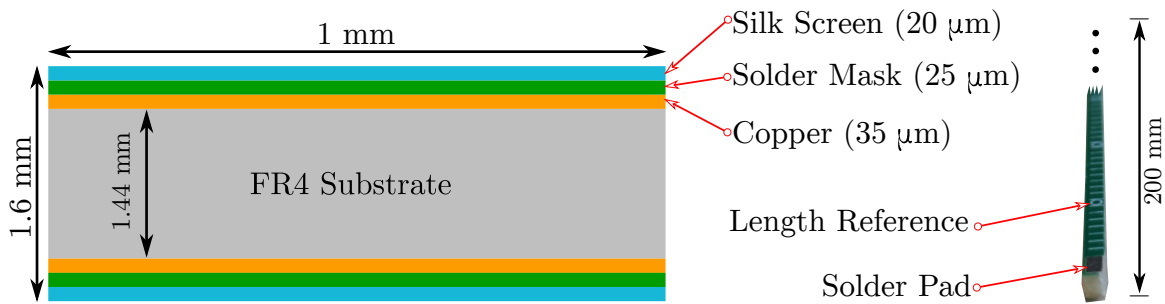 1 mm
1.6 mm
1.44 mm
FR4 Substrate
Silk Screen (20 μm)
Solder Mask (25 μm)
Copper (35 μm)
Length Reference
Solder Pad
200 mm